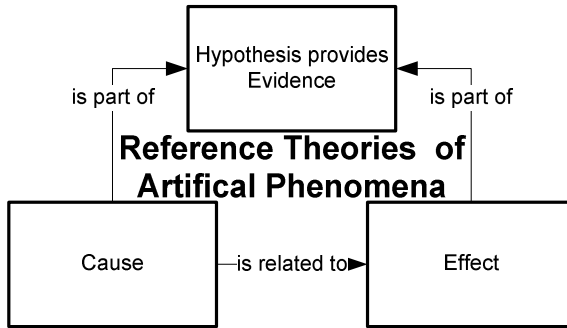 Hypothesis provides
Evidence
is part of
is part of
Reference Theories of
Artifical Phenomena
Cause
is related to
Effect